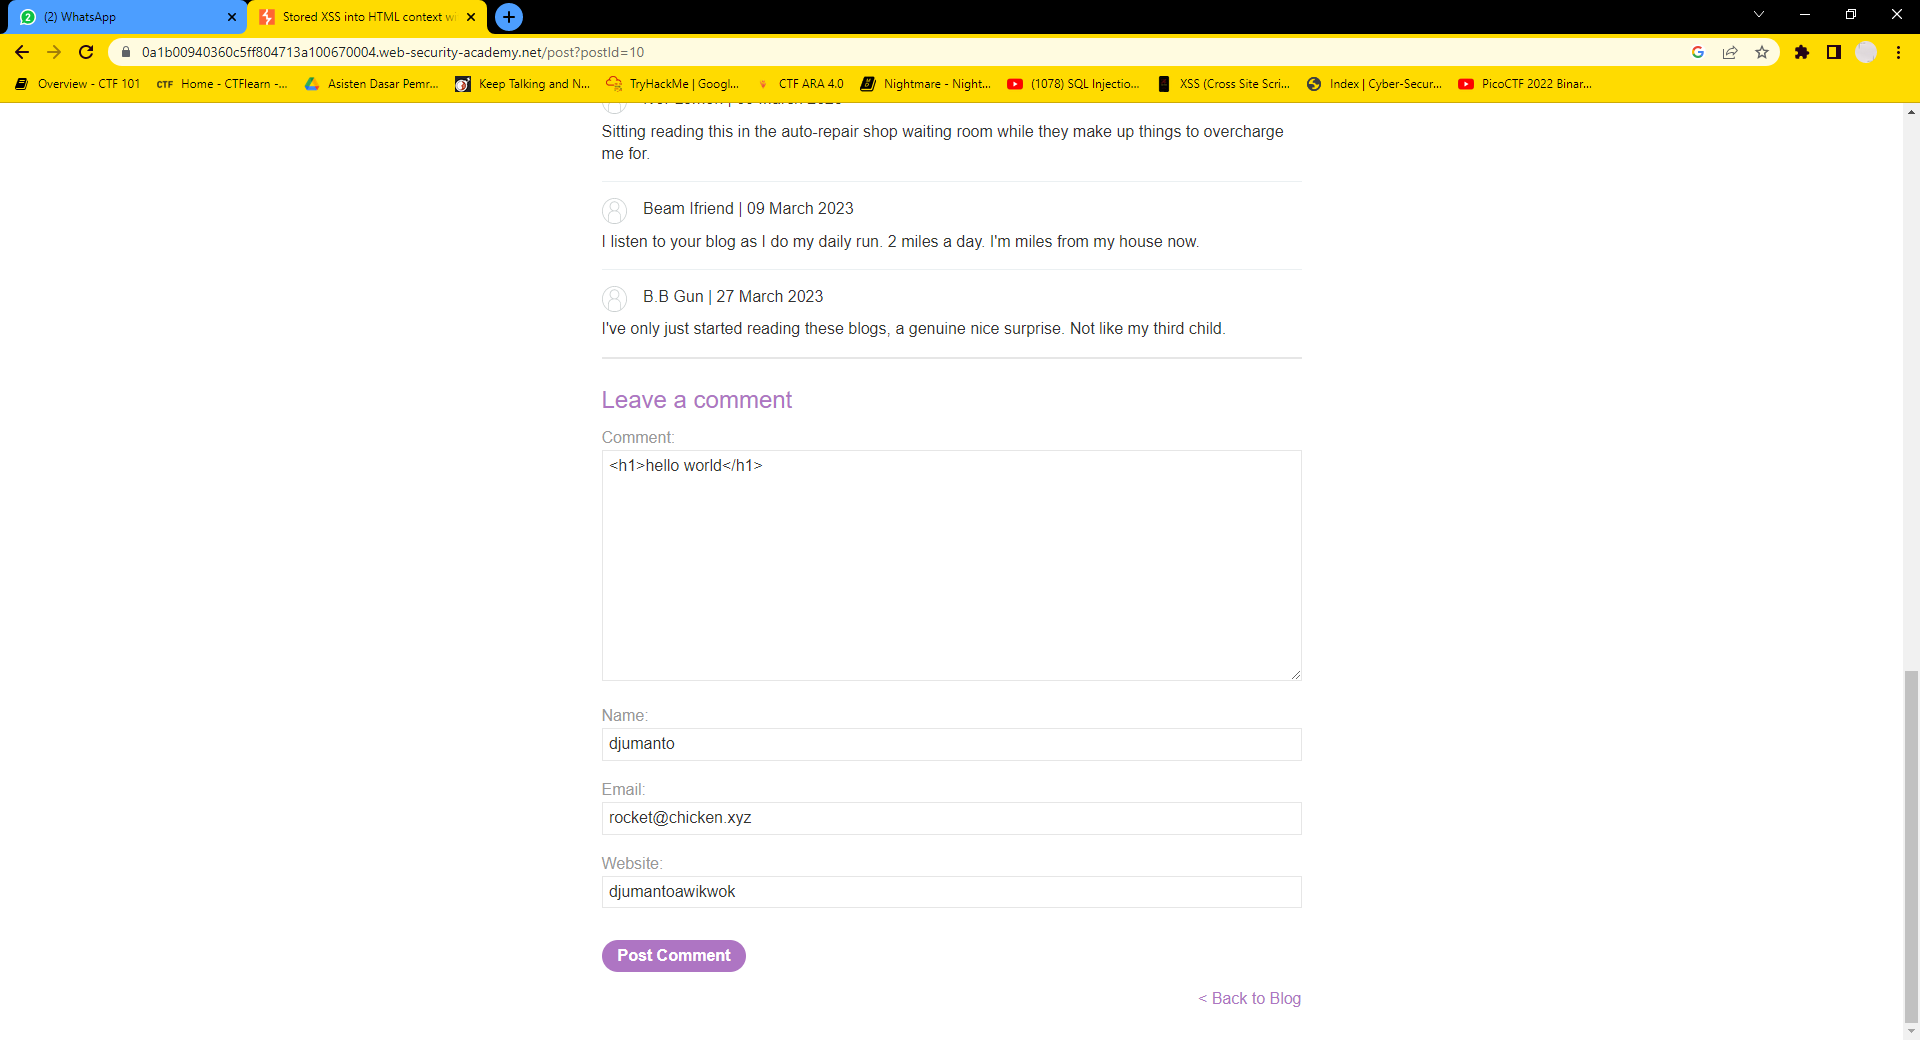 (2) WhatsApp
Stored XSS into HTML context wi
0a1b00940360c5ff804713a100670004.web-security-academy.net/post?postId=10
Overview - CTF 101
CTF Home - CTFlearn -...
Asisten Dasar Pemr...
Keep Talking and N...
TryHackMe | Googl...
CTF ARA 4.0
Nightmare - Night...
(1078) SQL Injectio...
XSS (Cross Site Scri...
Index | Cyber-Secur...
PicoCTF 2022 Binar...
Sitting reading this in the auto-repair shop waiting room while they make up things to overcharge
me for.
Beam Ifriend | 09 March 2023
I listen to your blog as I do my daily run. 2 miles a day. I'm miles from my house now.
B.B Gun | 27 March 2023
I've only just started reading these blogs, a genuine nice surprise. Not like my third child.
Leave a comment
Comment:
<h1>hello world</h1>
Name:
djumanto
Email:
rocket@chicken.xyz
Website:
djumantoawikwok
Post Comment
< Back to Blog